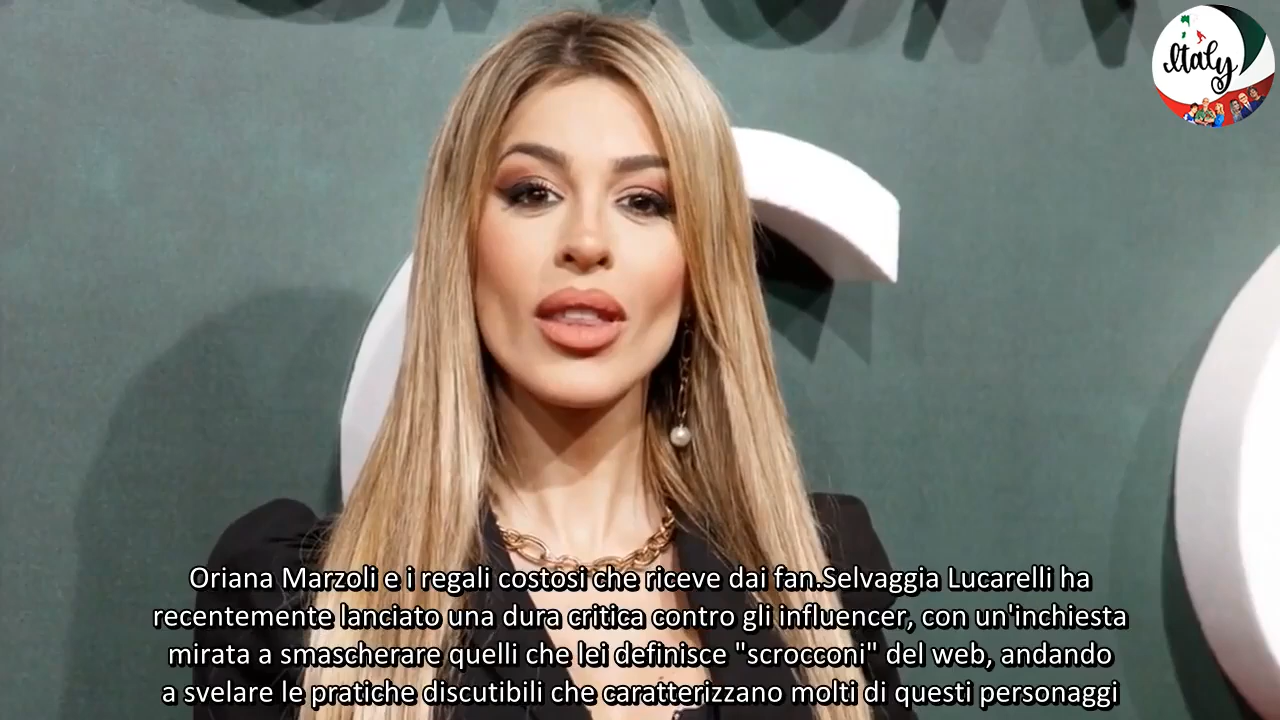 Italy
Oriana Marzoli e i regali costosi che riceve dai fan.Selvaggia Lucarelli ha
recentemente lanciato una dura critica contro gli influencer, con un'inchiesta
mirata a smascherare quelli che lei definisce "scrocconi" del web, andando
a svelare le pratiche discutibili che caratterizzano molti di questi personaggi